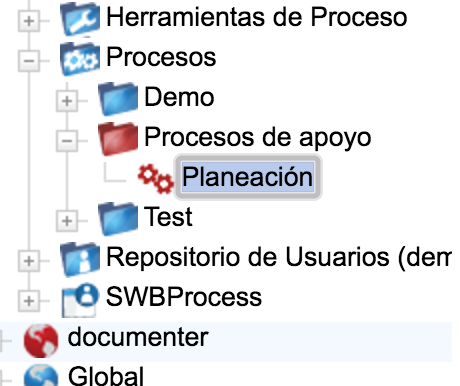 Herramientas de Proceso
Procesos
Demo
Procesos de apoyo
Planeación
Test
Repositorio de Usuarios (dem
SWBProcess
documenter
Global